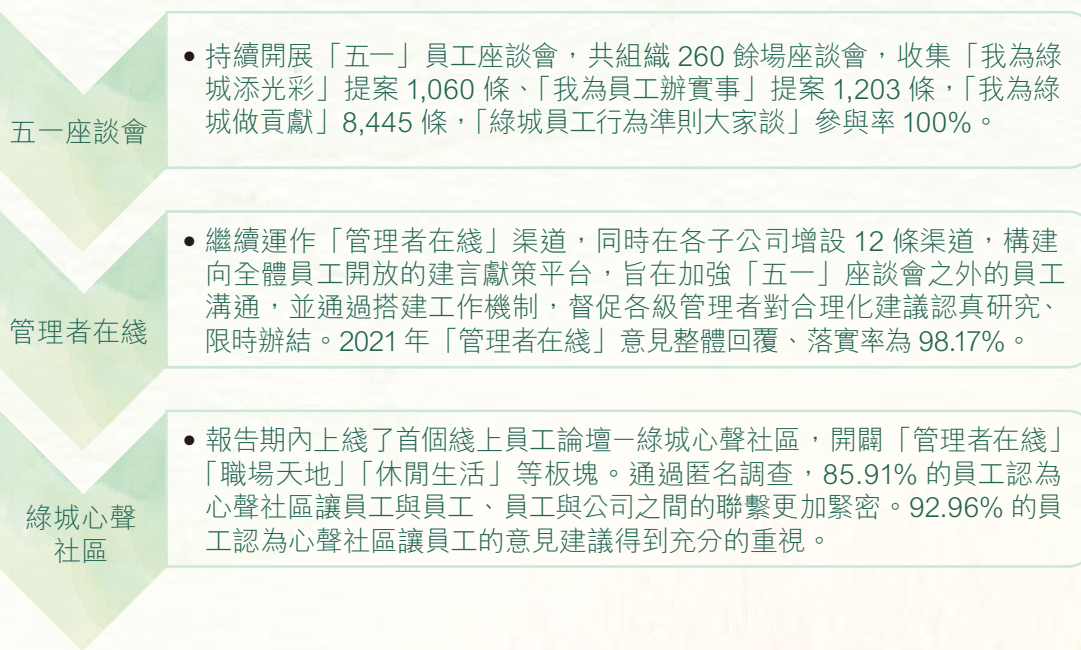 五一座談會
• 持續開展「五一」員工座談會，共組織 260 餘場座談會，收集「我為綠
城添光彩」提案 1,060 條、「我為員工辦實事」提案 1,203 條，「我為綠
城做貢獻」8,445 條，「綠城員工行為準則大家談」參與率 100%。
管理者在綫
• 繼續運作「管理者在綫」渠道，同時在各子公司增設 12 條渠道，構建
向全體員工開放的建言獻策平台，旨在加強「五一」座談會之外的員工
溝通，並通過搭建工作機制，督促各級管理者對合理化建議認真研究、
限時辦結。2021 年「管理者在綫」意見整體回覆、落實率為 98.17%。
綠城心聲
社區
• 報告期內上綫了首個綫上員工論壇—綠城心聲社區，開闢「管理者在綫」
「職場天地」「休閒生活」等板塊。通過匿名調查，85.91% 的員工認為
心聲社區讓員工與員工、員工與公司之間的聯繫更加緊密。92.96% 的員
工認為心聲社區讓員工的意見建議得到充分的重視。